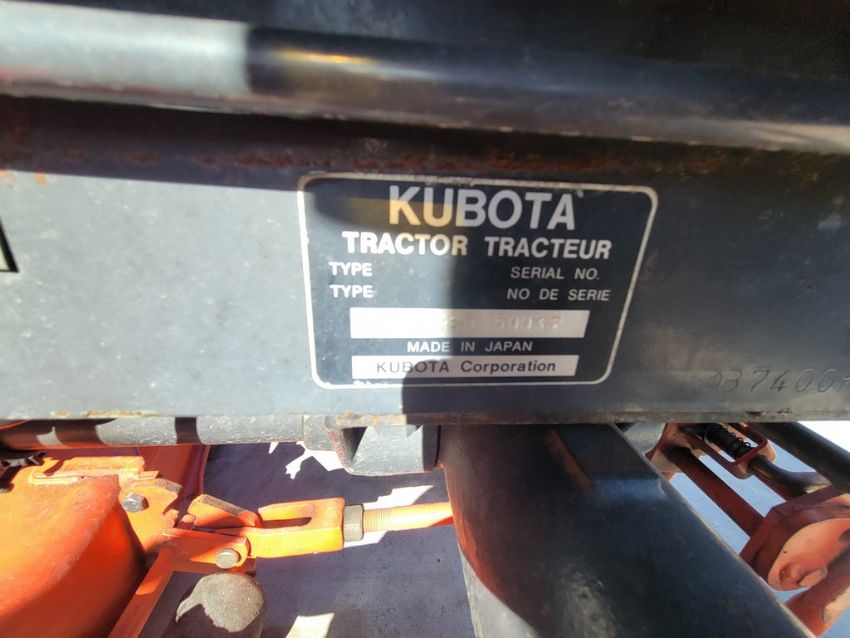 KUBOTA
TRACTOR TRACTEUR
TYPE SERIAL NO.
TYPE NO DE SERIE
MADE IN JAPAN
KUBOTA Corporation